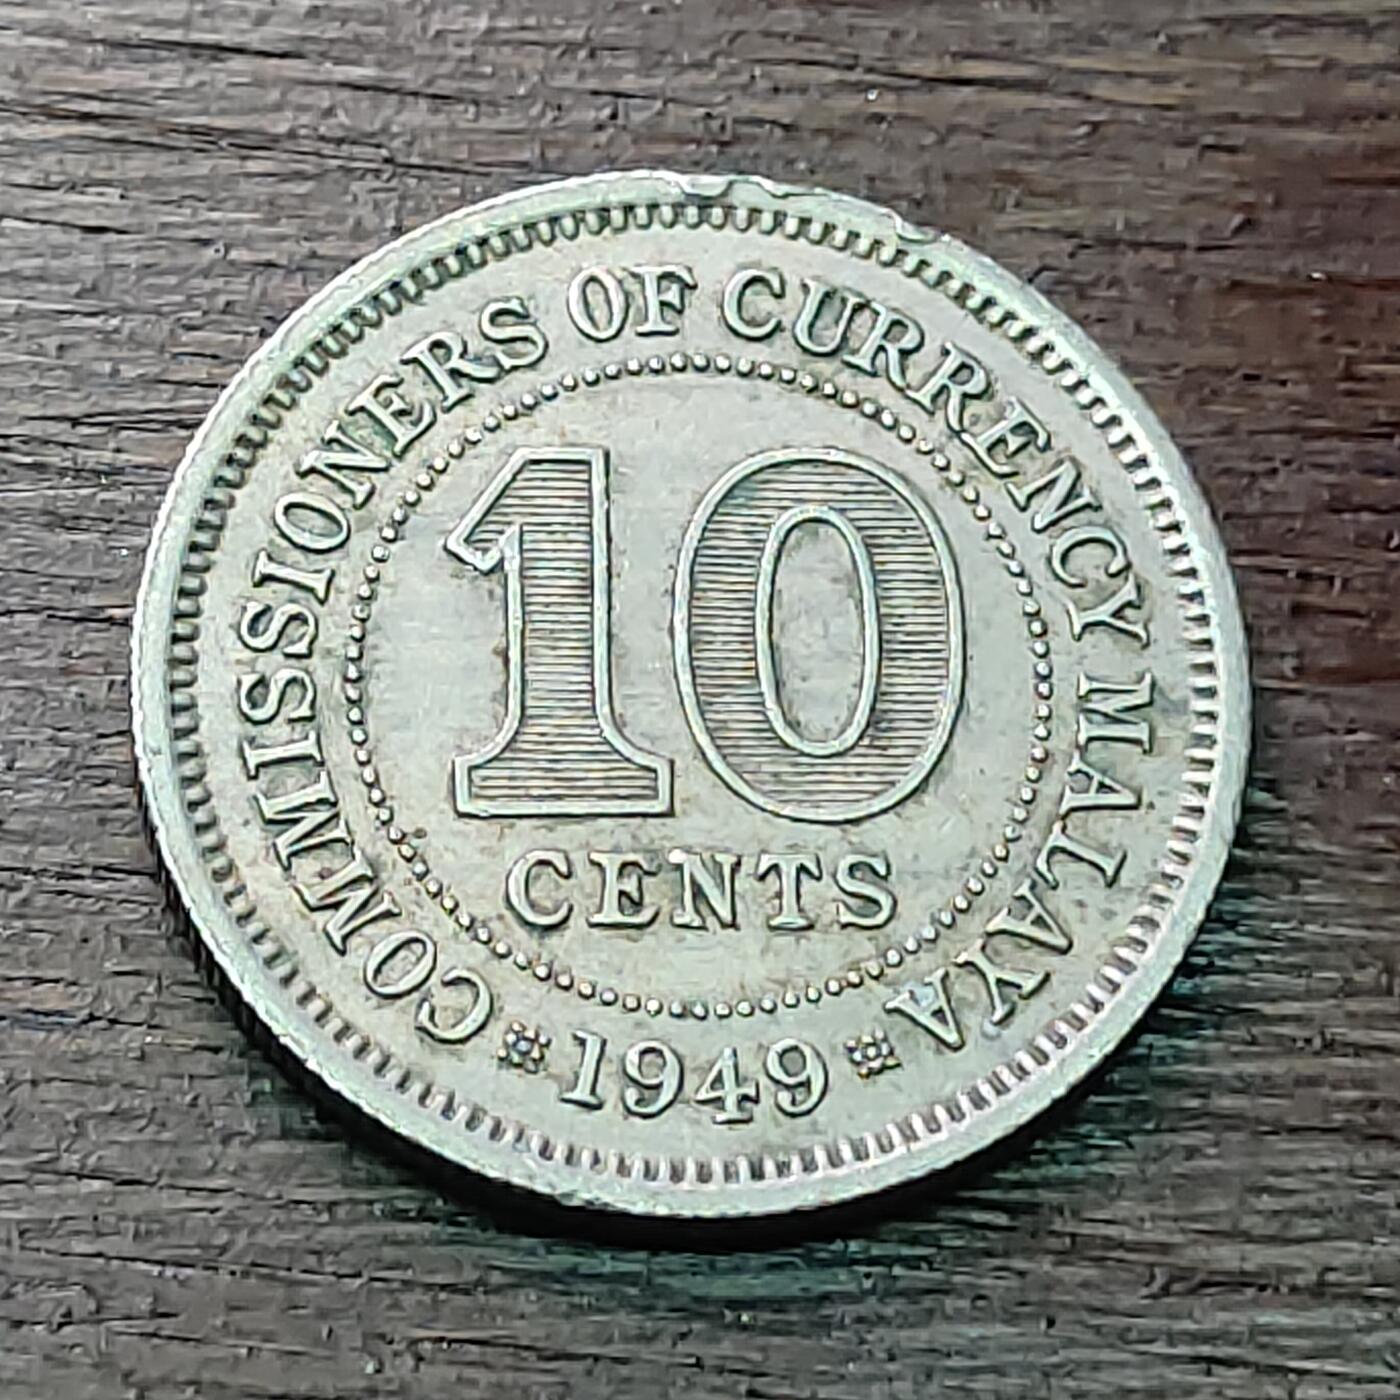 COMMISSIONERS OF CURRENCY MALAYA
10
CENTS
1949